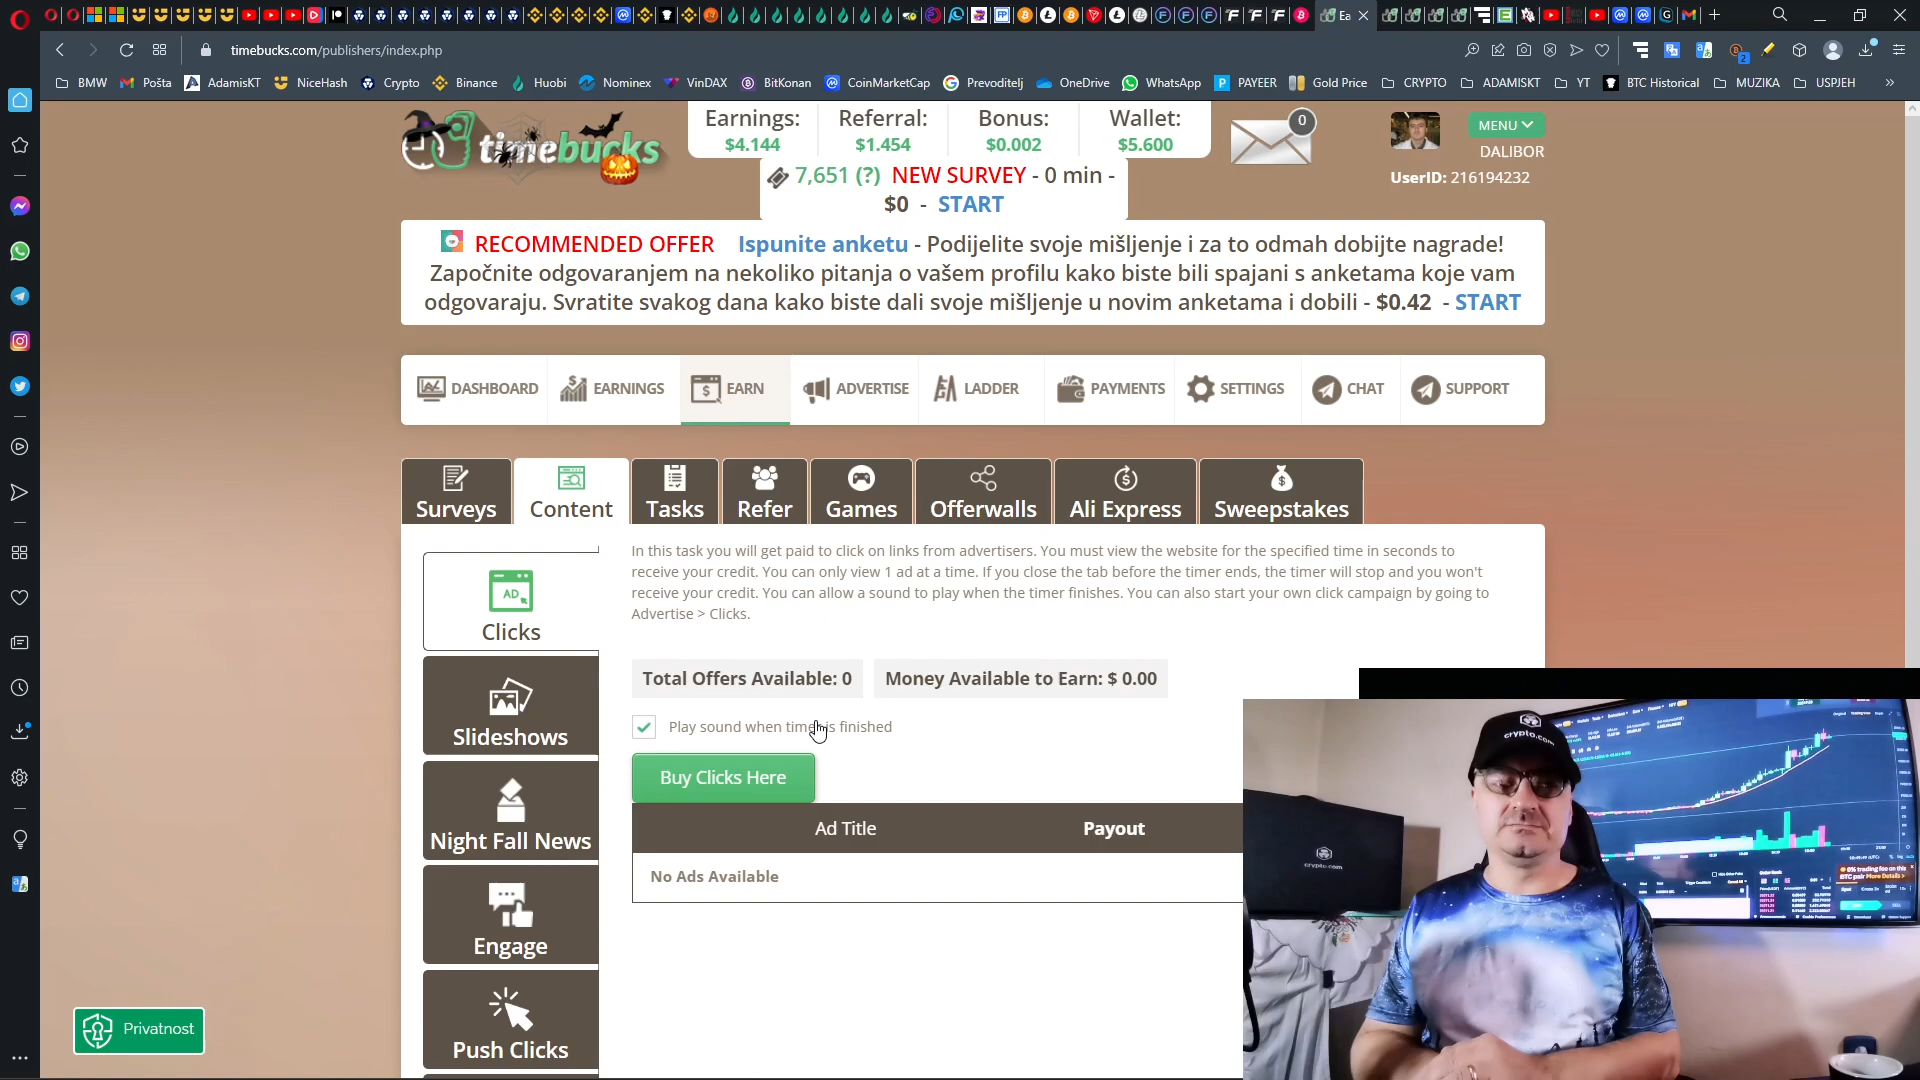 Ea
timebucks.com/publishers/index.php
BMW
Pošta
AdamisKT
NiceHash
Crypto
Binance
Huobi
Nominex
VinDAX
BitKonan
CoinMarketCap
Prevoditelj
OneDrive
WhatsApp
PAYEER
Gold Price
CRYPTO
ADAMISKT
YT
BTC Historical
MUZIKA
USPJEH
timebucks
Earnings:
$4.144
Referral:
$1.454
Bonus:
$0.002
Wallet:
$5.600
0
MENU
DALIBOR
UserID: 216194232
7,651 (?) NEW SURVEY - 0 min -
$0 - START
RECOMMENDED OFFER Ispunite anketu - Podijelite svoje mišljenje i za to odmah dobijte nagrade!
Započnite odgovaranjem na nekoliko pitanja o vašem profilu kako biste bili spajani s anketama koje vam
odgovaraju. Svratite svakog dana kako biste dali svoje mišljenje u novim anketama i dobili - $0.42 - START
DASHBOARD
EARNINGS
EARN
ADVERTISE
LADDER
PAYMENTS
SETTINGS
CHAT
SUPPORT
Surveys
Content
Tasks
Refer
Games
Offerwalls
Ali Express
Sweepstakes
In this task you will get paid to click on links from advertisers. You must view the website for the specified time in seconds to
receive your credit. You can only view 1 ad at a time. If you close the tab before the timer ends, the timer will stop and you won't
receive your credit. You can allow a sound to play when the timer finishes. You can also start your own click campaign by going to
Advertise > Clicks.
AD
Clicks
Slideshows
Night Fall News
Engage
Push Clicks
Total Offers Available: 0
Money Available to Earn: $ 0.00
Play sound when timer is finished
Buy Clicks Here
Ad Title
Payout
No Ads Available
Privatnost
crypto.com
crypto.com